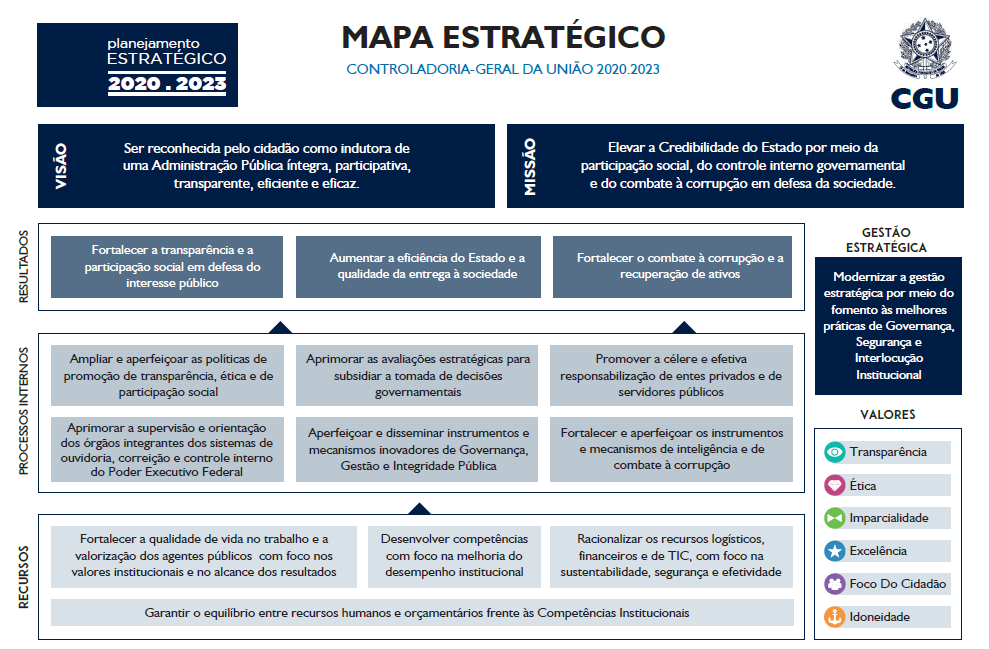 planejamento
ESTRATÉGICO
2020 . 2023
MAPA ESTRATÉGICO
CONTROLADORIA-GERAL DA UNIÃO 2020.2023
CGU
VISÃO
Ser reconhecida pelo cidadão como indutora de
uma Administração Pública íntegra, participativa,
transparente, eficiente e eficaz.
MISSÃO
Elevar a Credibilidade do Estado por meio da
participação social, do controle interno governamental
e do combate à corrupção em defesa da sociedade.
RESULTADOS
Fortalecer a transparência e a
participação social em defesa do
interesse público
Aumentar a eficiência do Estado e a
qualidade da entrega à sociedade
Fortalecer o combate à corrupção e a
recuperação de ativos
GESTÃO
ESTRATÉGICA
Modernizar a gestão
estratégica por meio do
fomento às melhores
práticas de Governança,
Segurança e
Interlocução
Institucional
PROCESSOS INTERNOS
Ampliar e aperfeiçoar as políticas de
promoção de transparência, ética e de
participação social
Aprimorar as avaliações estratégicas para
subsidiar a tomada de decisões
governamentais
Promover a célere e efetiva
responsabilização de entes privados e de
servidores públicos
Aprimorar a supervisão e orientação
dos órgãos integrantes dos sistemas de
ouvidoria, correição e controle interno
do Poder Executivo Federal
Aperfeiçoar e disseminar instrumentos e
mecanismos inovadores de Governança,
Gestão e Integridade Pública
Fortalecer e aperfeiçoar os instrumentos
e mecanismos de inteligência e de
combate à corrupção
VALORES
Transparência
Ética
Imparcialidade
Excelência
Foco Do Cidadão
Idoneidade
RECURSOS
Fortalecer a qualidade de vida no trabalho e a
valorização dos agentes públicos com foco nos
valores institucionais e no alcance dos resultados
Desenvolver competências
com foco na melhoria do
desempenho institucional
Racionalizar os recursos logísticos,
financeiros e de TIC, com foco na
sustentabilidade, segurança e efetividade
Garantir o equilíbrio entre recursos humanos e orçamentários frente às Competências Institucionais